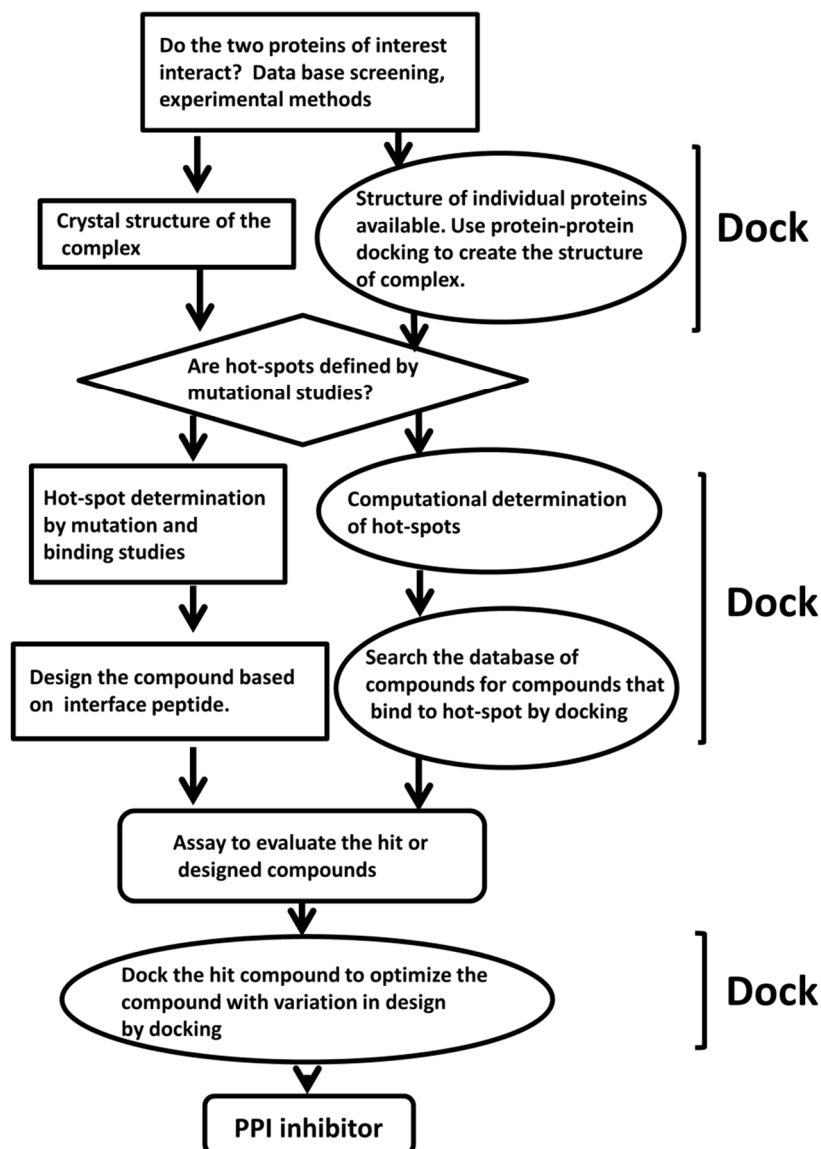 Do the two proteins of interest
interact? Data base screening,
experimental methods
Crystal structure of the
complex
Structure of individual proteins
available. Use protein-protein
docking to create the structure
of complex.
Dock
Are hot-spots defined by
mutational studies?
Hot-spot determination
by mutation and
binding studies
Computational determination
of hot-spots
Dock
Design the compound based
on interface peptide.
Search the database of
compounds for compounds that
bind to hot-spot by docking
Assay to evaluate the hit or
designed compounds
Dock the hit compound to optimize the
compound with variation in design
by docking
Dock
PPI inhibitor